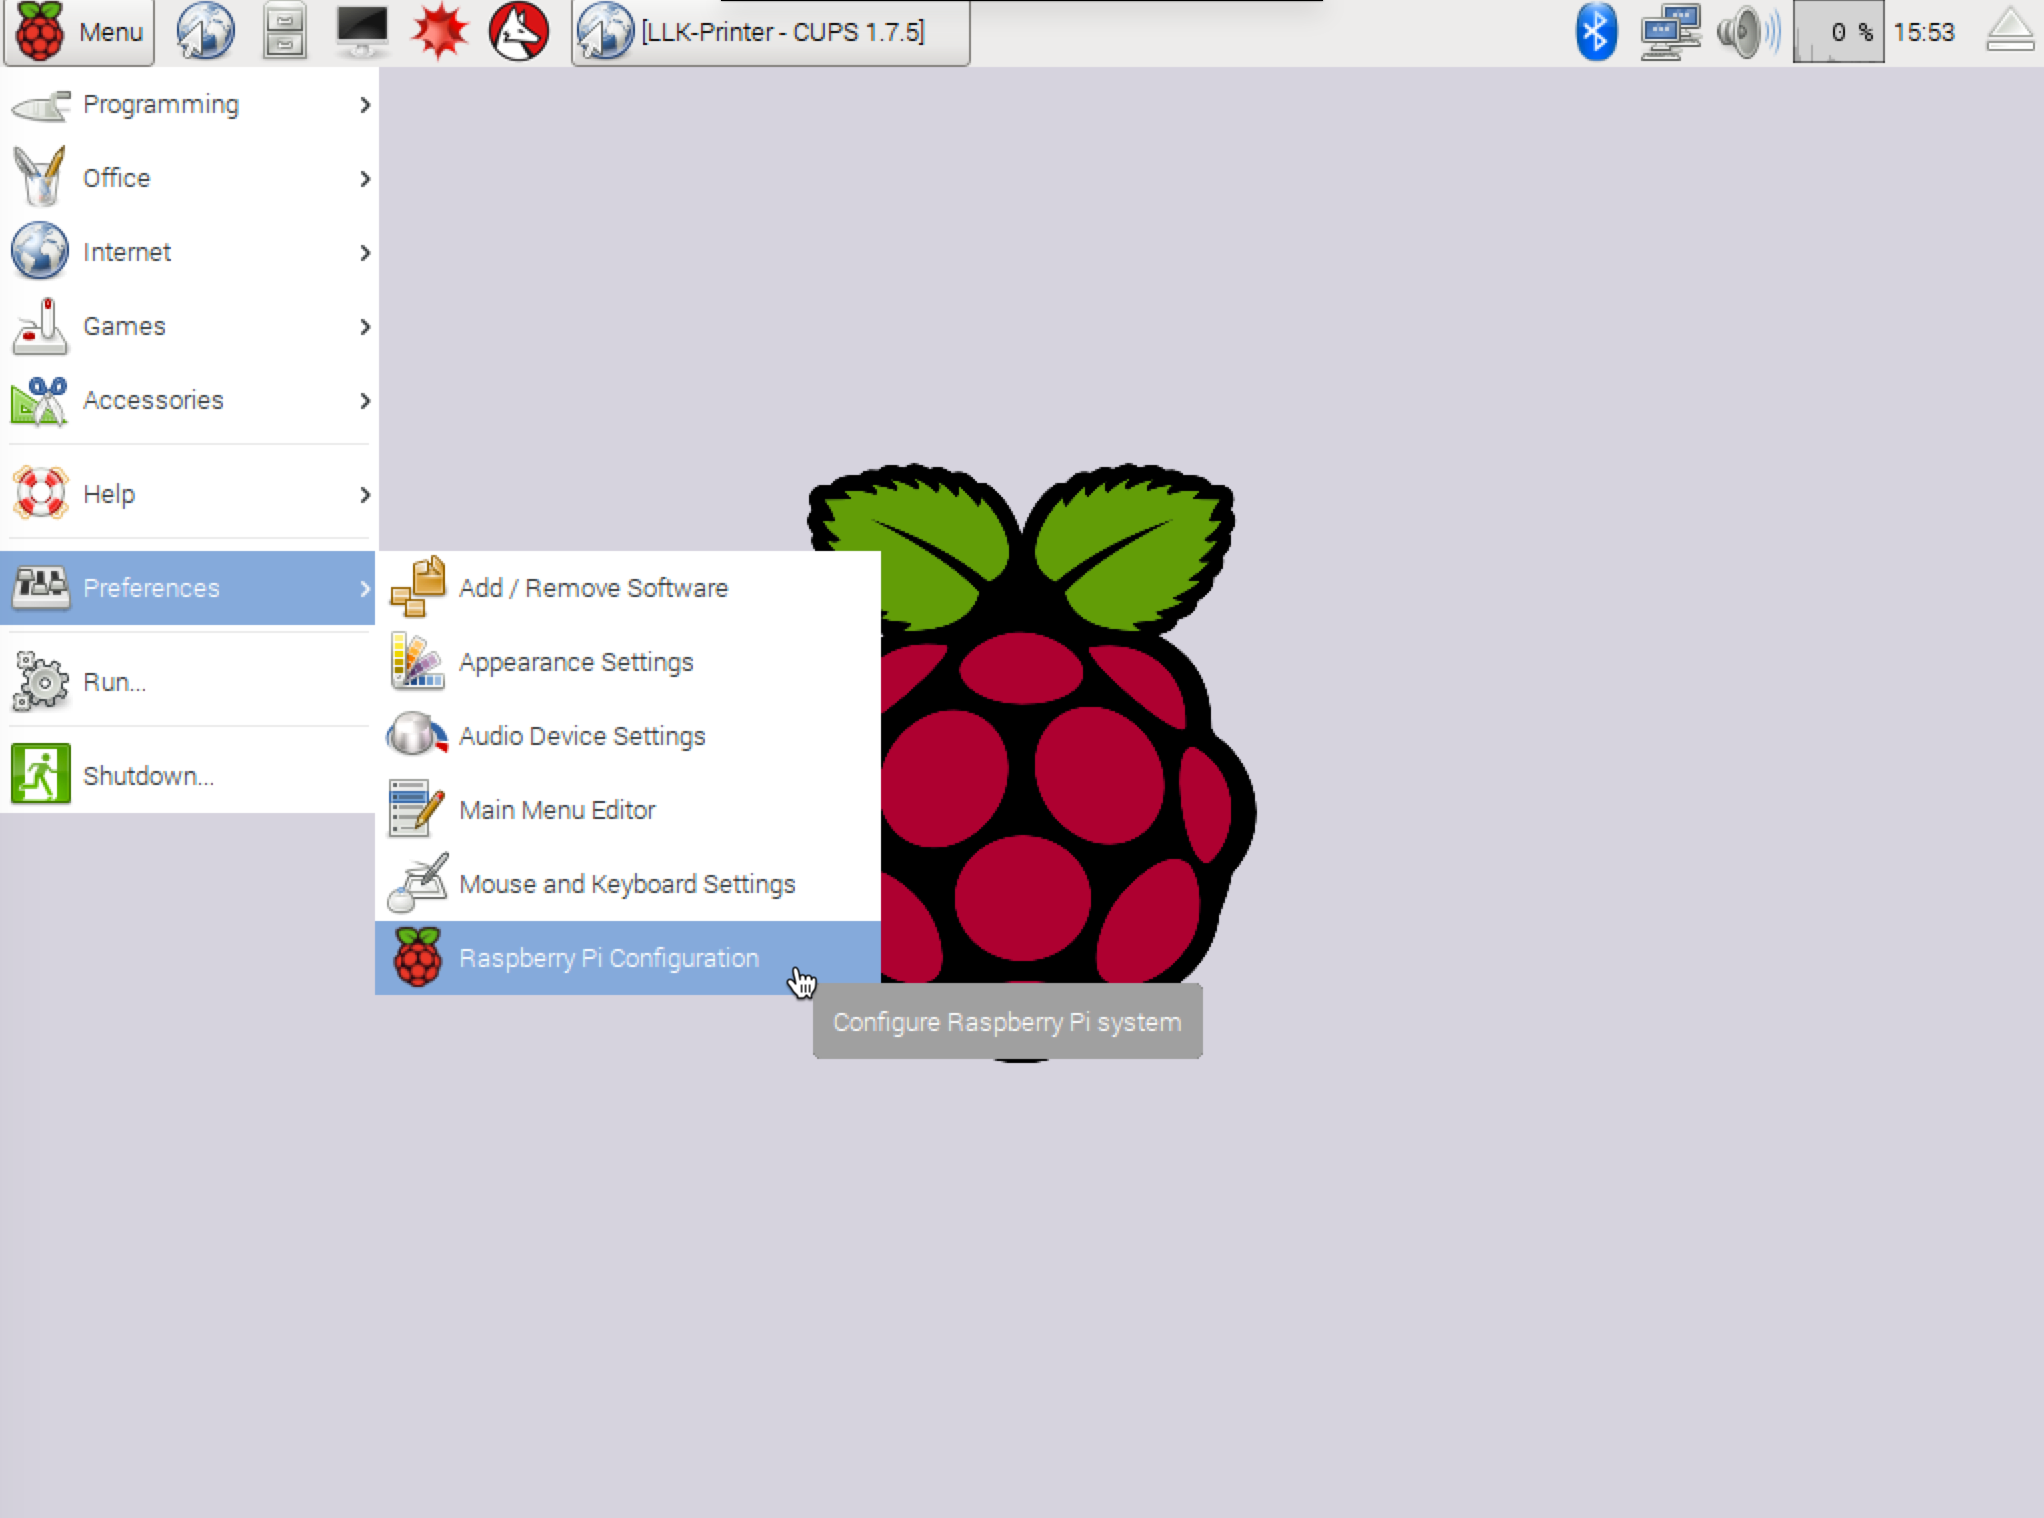 Menu
[LLK-Printer - CUPS 1.7.5]
0 %
15:53
Programming
Office
Internet
Games
Accessories
Help
Preferences
Run...
Shutdown...
Add / Remove Software
Appearance Settings
Audio Device Settings
Main Menu Editor
Mouse and Keyboard Settings
Raspberry Pi Configuration
Configure Raspberry Pi system